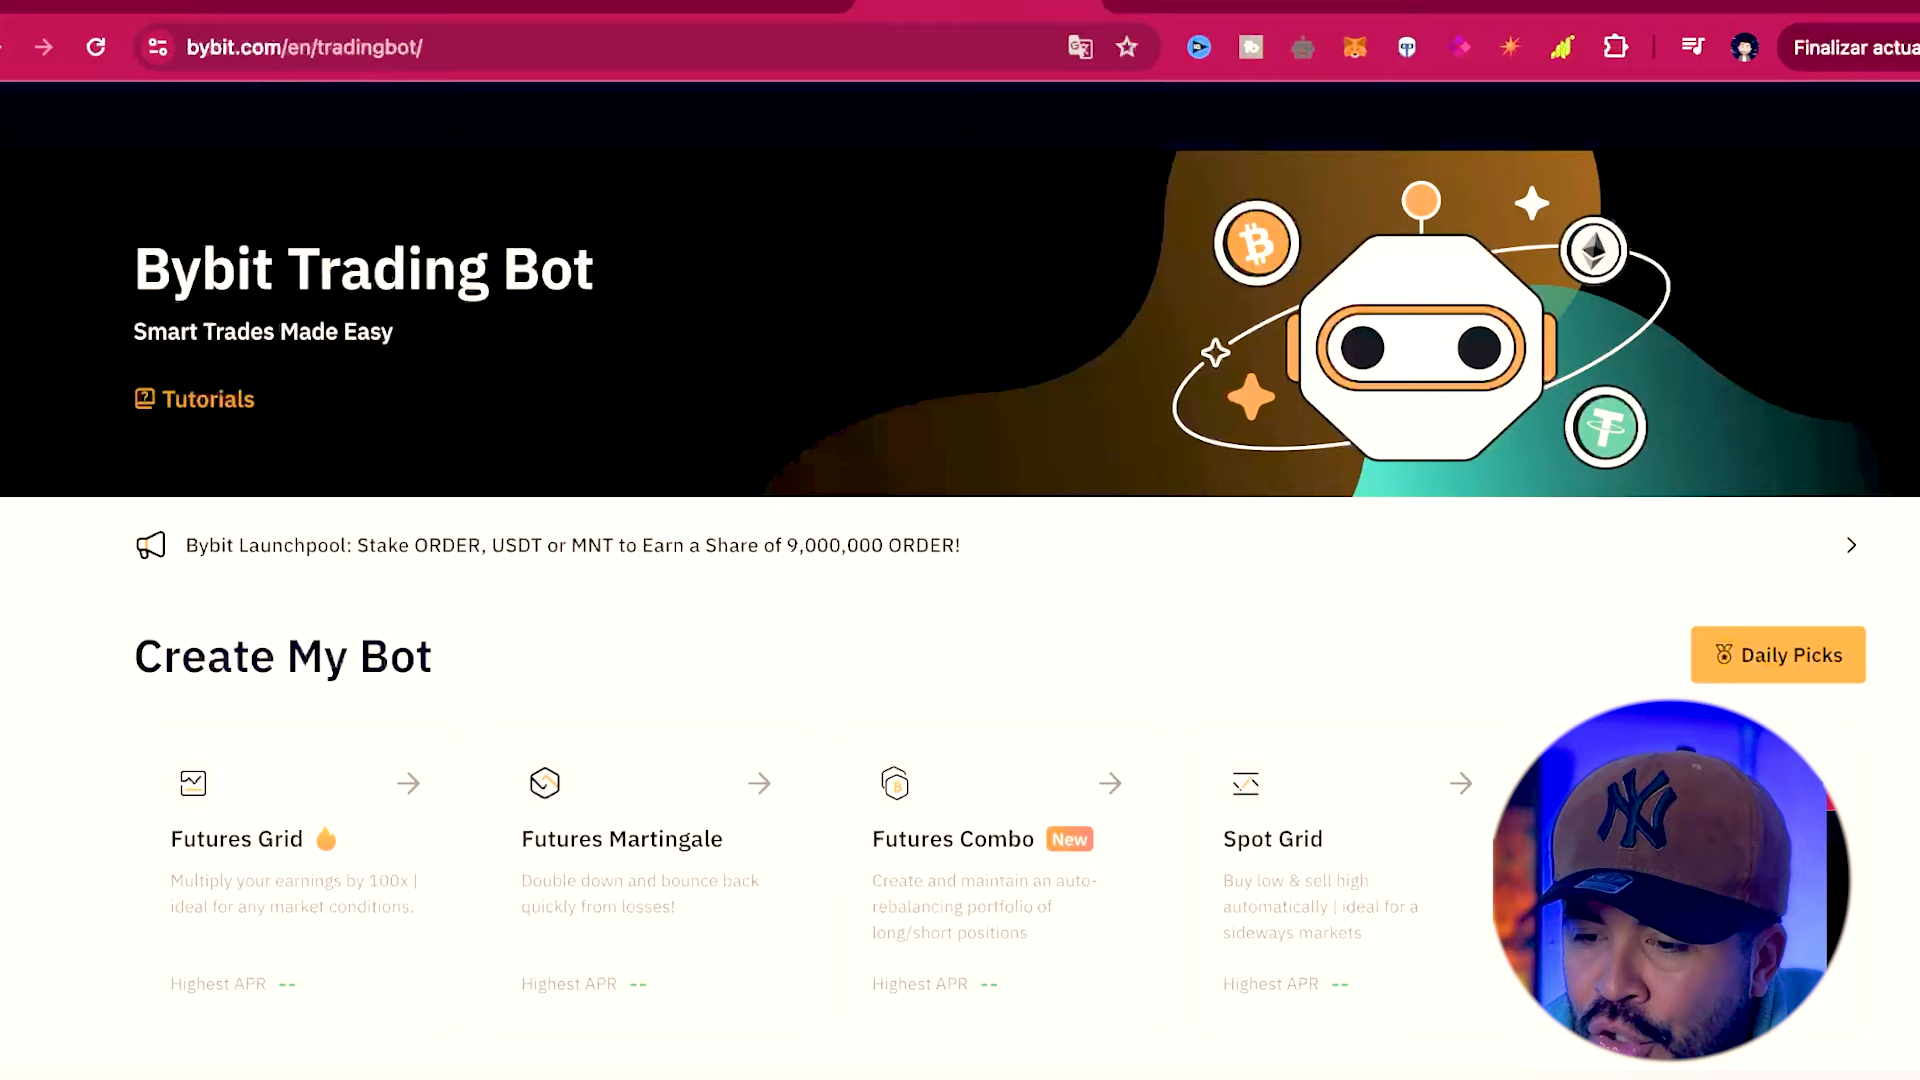 bybit.com/en/tradingbot/
Finalizar actua
Bybit Trading Bot
Smart Trades Made Easy
Tutorials
Bybit Launchpool: Stake ORDER, USDT or MNT to Earn a Share of 9,000,000 ORDER!
Create My Bot
Daily Picks
Futures Grid
Multiply your earnings by 100x |
ideal for any market conditions.
Highest APR --
Futures Martingale
Double down and bounce back
quickly from losses!
Highest APR --
Futures Combo New
Create and maintain an auto-
rebalancing portfolio of
long/short positions
Highest APR --
Spot Grid
Buy low & sell high
automatically | ideal for a
sideways markets
Highest APR --
NY